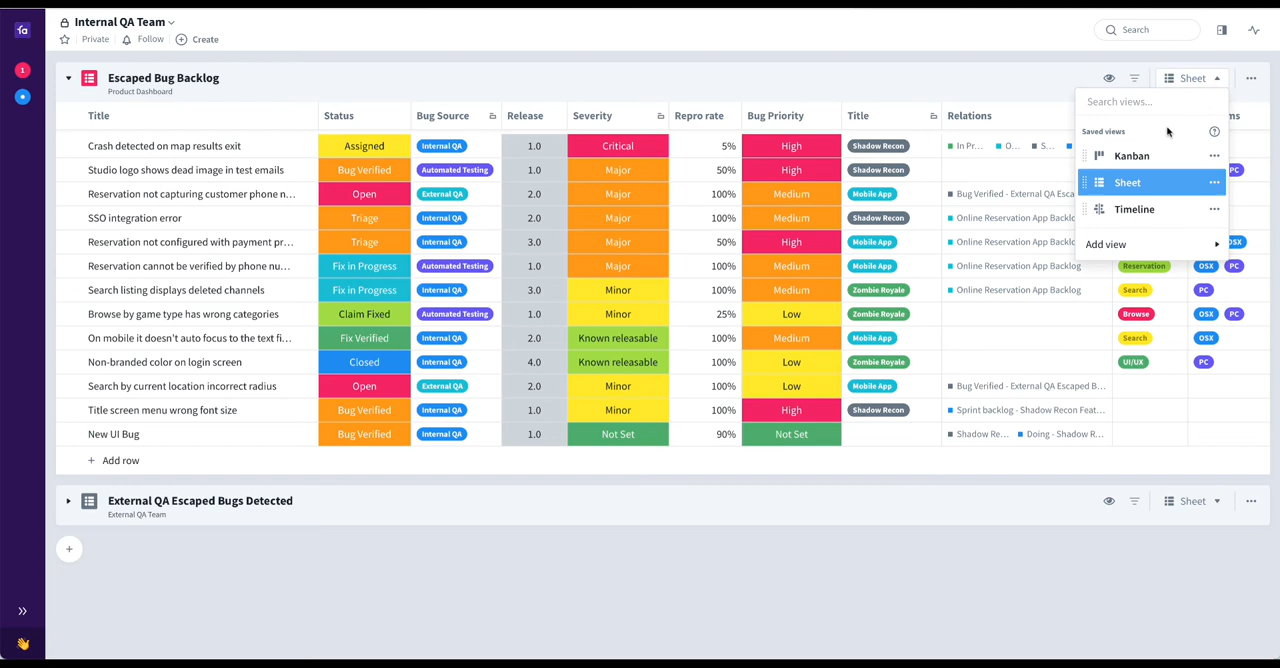 fa
Internal QA Team
Private Follow Create
Search
1
Escaped Bug Backlog
Product Dashboard
Sheet
Search views...
Saved views
Kanban
Sheet
Timeline
Add view
Title Status Bug Source Release Severity Repro rate Bug Priority Title Relations
Crash detected on map results exit Assigned Internal QA 1.0 Critical 5% High Shadow Recon In Pr... O... S...
Studio logo shows dead image in test emails Bug Verified Automated Testing 1.0 Major 50% High Shadow Recon PC
Reservation not capturing customer phone n... Open External QA 2.0 Major 100% Medium Mobile App Bug Verified - External QA Esca
SSO integration error Triage Internal QA 2.0 Major 100% Medium Shadow Recon Online Reservation App Backlo
Reservation not configured with payment pr... Triage Internal QA 3.0 Major 50% High Mobile App Online Reservation App Backlo OSX
Reservation cannot be verified by phone nu... Fix in Progress Automated Testing 1.0 Major 100% Medium Mobile App Online Reservation App Backlog Reservation OSX PC
Search listing displays deleted channels Fix in Progress Internal QA 3.0 Minor 100% Medium Zombie Royale Online Reservation App Backlog Search PC
Browse by game type has wrong categories Claim Fixed Automated Testing 1.0 Minor 25% Low Zombie Royale Browse OSX PC
On mobile it doesn't auto focus to the text fi... Fix Verified Internal QA 2.0 Known releasable 100% Medium Mobile App Search OSX
Non-branded color on login screen Closed Internal QA 4.0 Known releasable 100% Low Zombie Royale UI/UX PC
Search by current location incorrect radius Open External QA 2.0 Minor 100% Low Mobile App Bug Verified - External QA Escaped B...
Title screen menu wrong font size Bug Verified Internal QA 1.0 Minor 100% High Shadow Recon Sprint backlog - Shadow Recon Feat...
New UI Bug Bug Verified Internal QA 1.0 Not Set 90% Not Set Shadow Re... Doing - Shadow R...
Add row
External QA Escaped Bugs Detected
External QA Team
Sheet